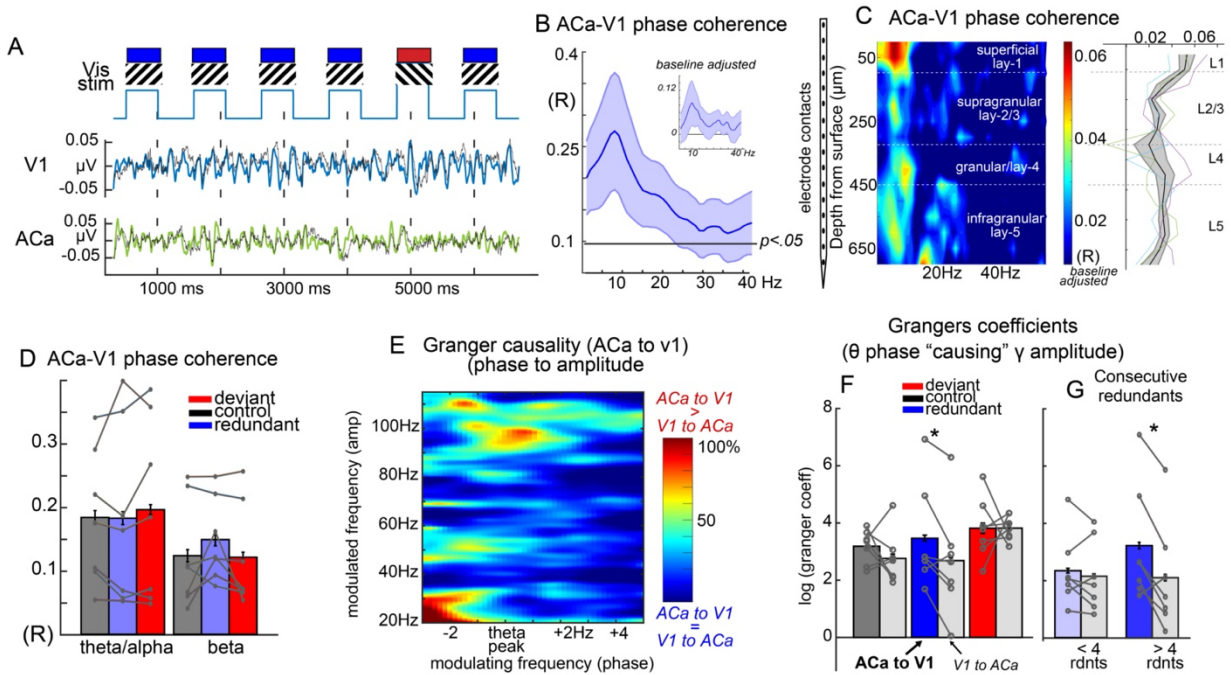 A
Vis
stim
V1
0.05
µV
-0.05
ACa
0.05
µV
-0.05
1000 ms
3000 ms
5000 ms
B
ACa-V1 phase coherence
0.4
(R)
0.25
0.1
baseline adjusted
0.12
0
10
40 Hz
p<.05
10
20
30
40
Hz
electrode contacts
C
ACa-V1 phase coherence
Depth from surface (µm)
50
250
450
650
superficial
lay-1
supragranular
lay-2/3
granular/lay-4
infragranular
lay-5
20Hz
40Hz
0.06
0.04
0.02
(R)
baseline
adjusted
0.02
0.06
L1
L2/3
L4
L5
D
ACa-V1 phase coherence
deviant
control
redundant
0.3
0.2
0.1
(R)
theta/alpha
beta
E
Granger causality (ACa to v1)
(phase to amplitude
modulated frequency (amp)
100Hz
80Hz
60Hz
40Hz
20Hz
-2
theta
peak
+2Hz
+4
modulating frequency (phase)
ACa to V1
>
V1 to ACa
100%
50
ACa to V1
=
V1 to ACa
Grangers coefficients
(θ phase "causing" γ amplitude)
F
deviant
control
redundant
*
log (granger coeff)
8
6
4
2
0
ACa to V1
V1 to ACa
G
Consecutive
redundants
*
< 4
rdnts
> 4
rdnts